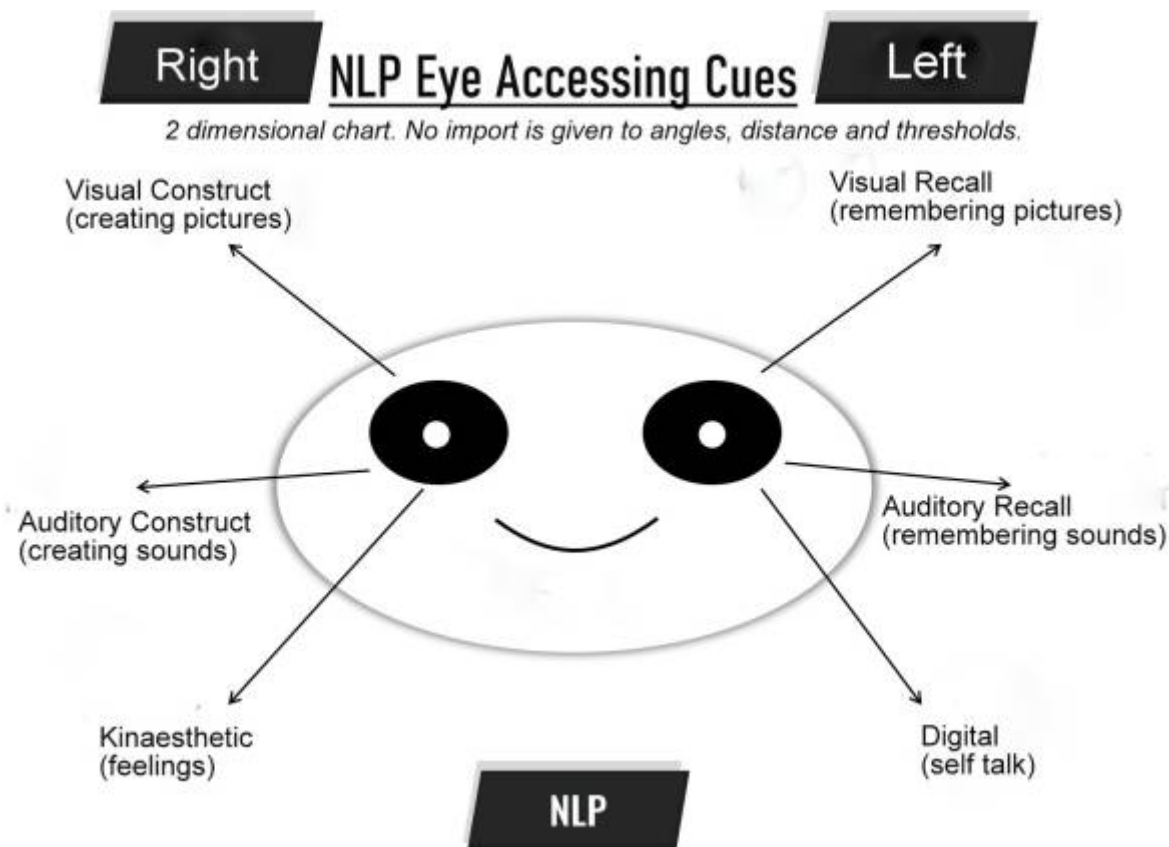 Right
NLP Eye Accessing Cues
Left
2 dimensional chart. No import is given to angles, distance and thresholds.
Visual Construct
(creating pictures)
Visual Recall
(remembering pictures)
Auditory Construct
(creating sounds)
Auditory Recall
(remembering sounds)
Kinaesthetic
(feelings)
Digital
(self talk)
NLP